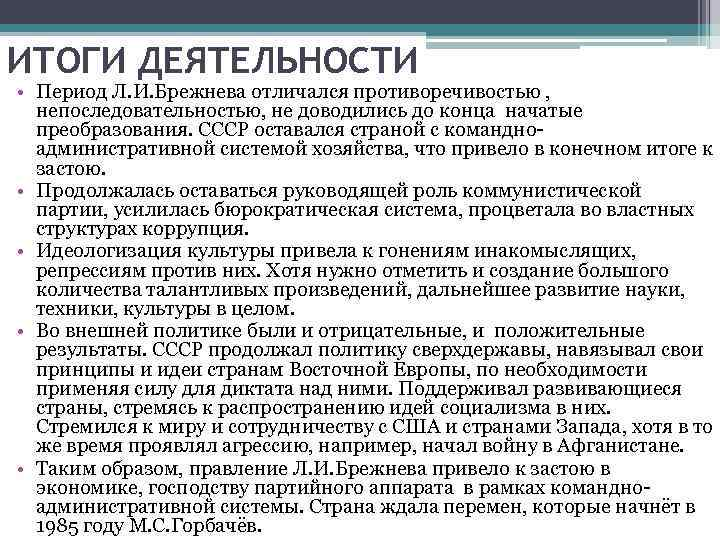 ИТОГИ ДЕЯТЕЛЬНОСТИ
• Период Л.И.Брежнева отличался противоречивостью ,
непоследовательностью, не доводились до конца начатые
преобразования. СССР оставался страной с командно-
административной системой хозяйства, что привело в конечном итоге к
застою.
• Продолжалась оставаться руководящей роль коммунистической
партии, усилилась бюрократическая система, процветала во властных
структурах коррупция.
• Идеологизация культуры привела к гонениям инакомыслящих,
репрессиям против них. Хотя нужно отметить и создание большого
количества талантливых произведений, дальнейшее развитие науки,
техники, культуры в целом.
• Во внешней политике были и отрицательные, и положительные
результаты. СССР продолжал политику сверхдержавы, навязывал свои
принципы и идеи странам Восточной Европы, по необходимости
применяя силу для диктата над ними. Поддерживал развивающиеся
страны, стремясь к распространению идей социализма в них.
Стремился к миру и сотрудничеству с США и странами Запада, хотя в то
же время проявлял агрессию, например, начал войну в Афганистане.
• Таким образом, правление Л.И.Брежнева привело к застою в
экономике, господству партийного аппарата в рамках командно-
административной системы. Страна ждала перемен, которые начнёт в
1985 году М.С.Горбачёв.